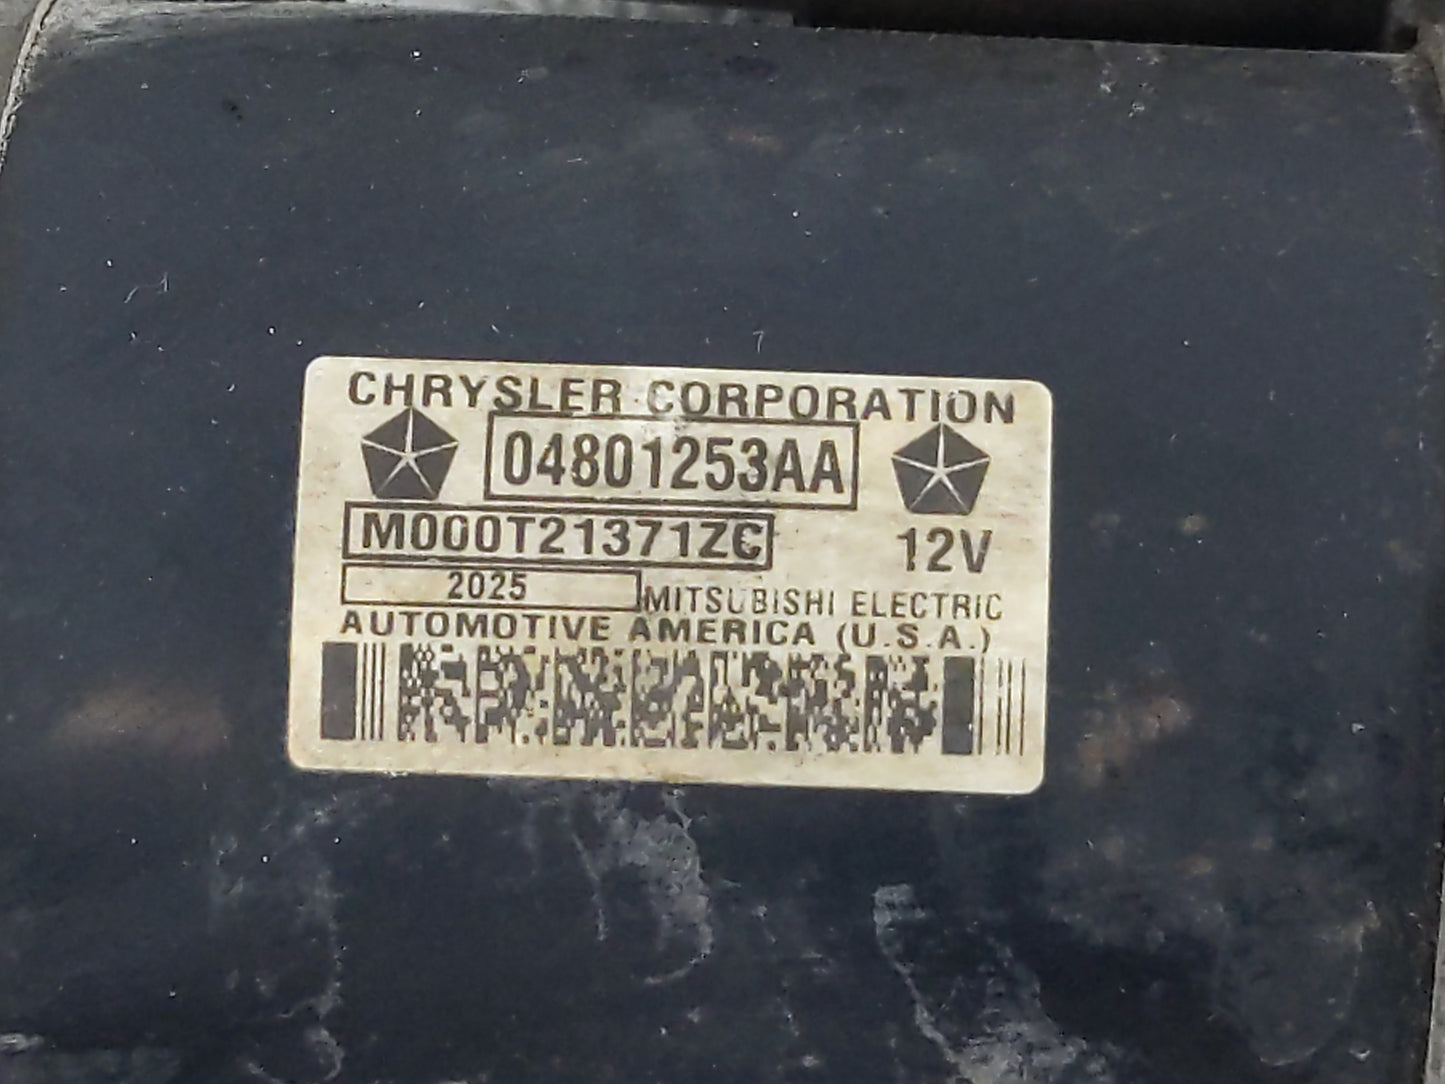 CHRYSLER CORPORATION
04801253AA
M000T21371ZC
12V
2025
MITSUBISHI ELECTRIC
AUTOMOTIVE AMERICA (U.S.A.)